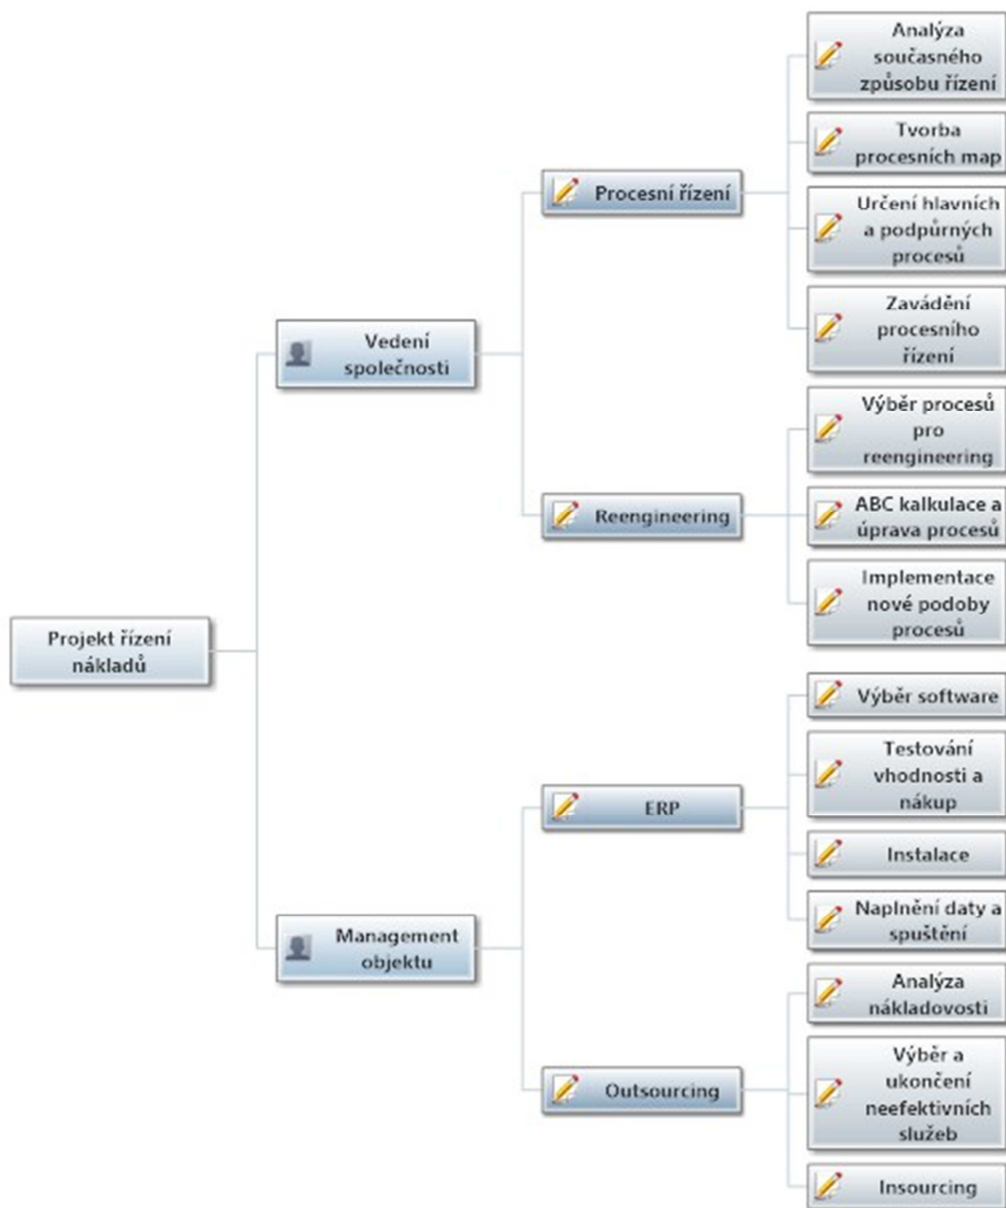 Projekt řízení
nákladů
Vedení
společnosti
Procesní řízení
Analýza
současného
způsobu řízení
Tvorba
procesních map
Určení hlavních
a podpůrných
procesů
Zavádění
procesního
řízení
Reengineering
Výběr procesů
pro
reengineering
ABC kalkulace a
úprava procesů
Implementace
nové podoby
procesů
Management
objektu
ERP
Výběr software
Testování
vhodnosti a
nákup
Instalace
Naplnění daty a
spuštění
Outsourcing
Analýza
nákladovosti
Výběr a
ukončení
neefektivních
služeb
Insourcing